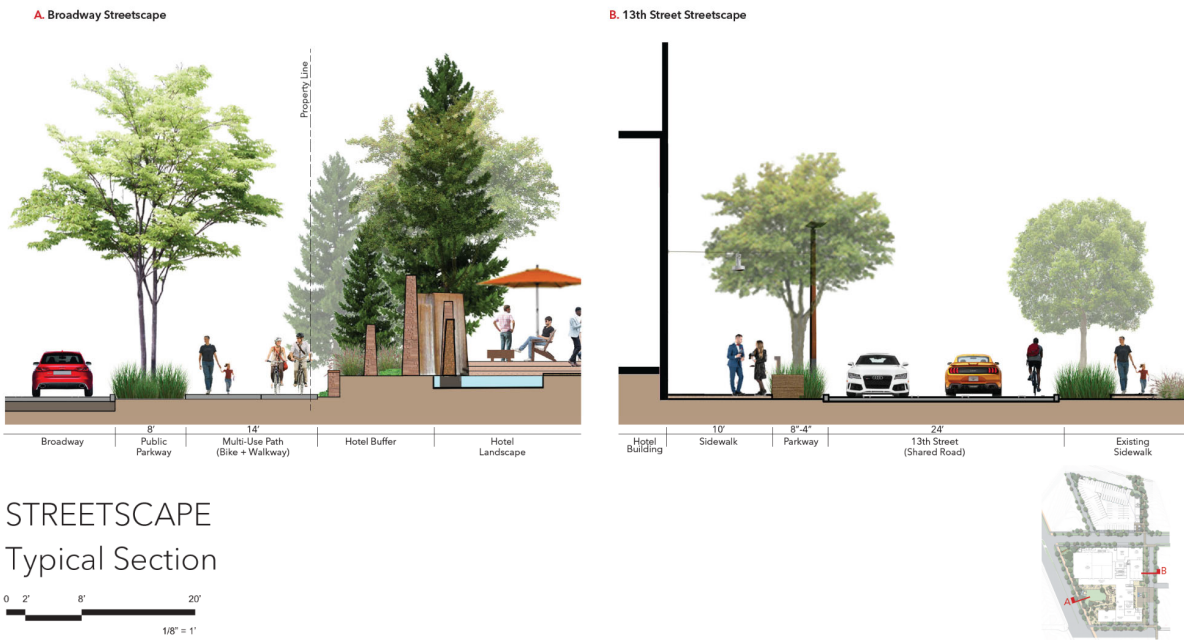 A. Broadway Streetscape
B. 13th Street Streetscape
Property Line
8'
14'
Broadway
Public
Parkway
Multi-Use Path
(Bike + Walkway)
Hotel Buffer
Hotel
Landscape
10'
8"-4"
24'
Hotel
Building
Sidewalk
Parkway
13th Street
(Shared Road)
Existing
Sidewalk
STREETSCAPE
Typical Section
0 2' 8' 20'
1/8" = 1'
A
B